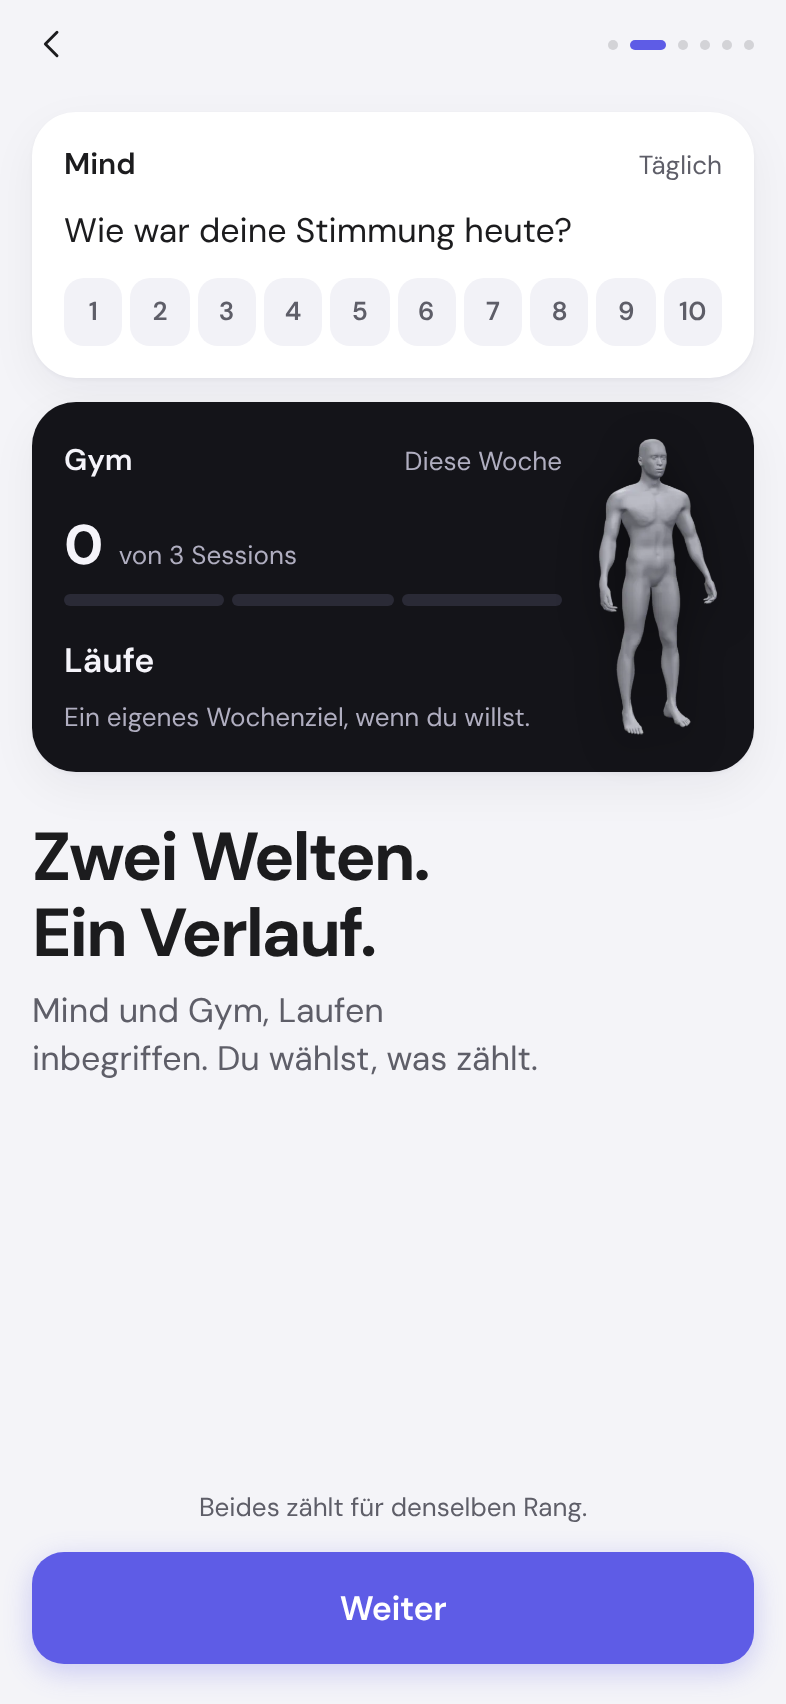 Mind
Täglich
Wie war deine Stimmung heute?
1 2 3 4 5 6 7 8 9 10
Gym
Diese Woche
0 von 3 Sessions
Läufe
Ein eigenes Wochenziel, wenn du willst.
Zwei Welten.
Ein Verlauf.
Mind und Gym, Laufen
inbegriffen. Du wählst, was zählt.
Beides zählt für denselben Rang.
Weiter